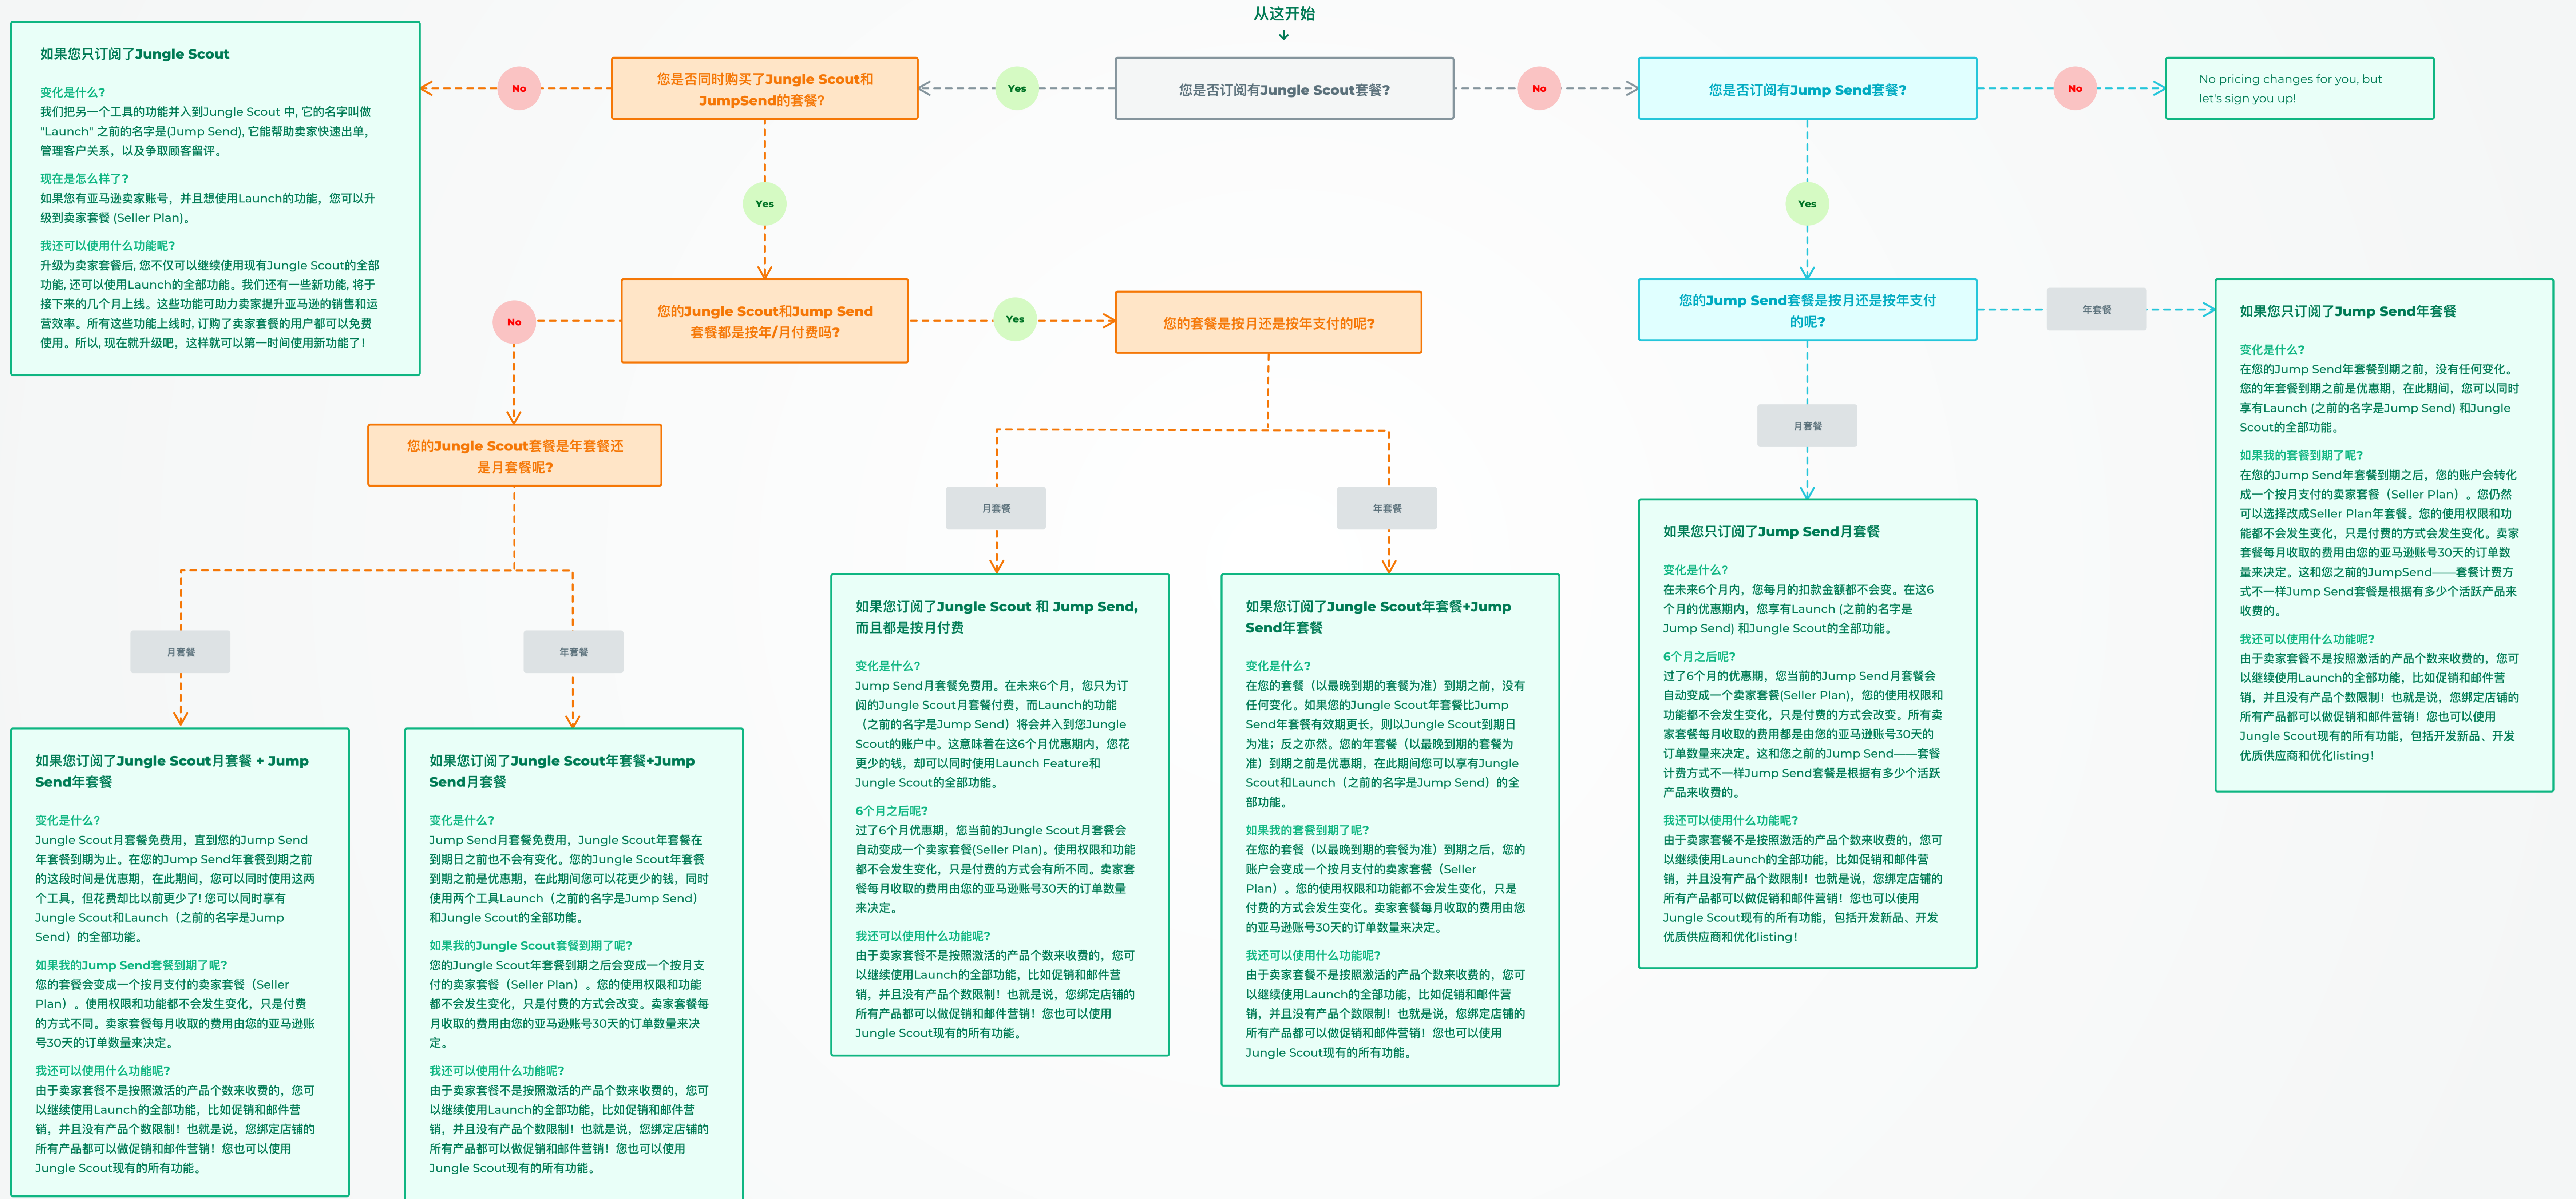 从这开始
您是否订阅有Jungle Scout套餐?
Yes
No
您是否同时购买了Jungle Scout和
JumpSend的套餐?
No
Yes
如果您只订阅了Jungle Scout
变化是什么?
我们把另一个工具的功能并入到Jungle Scout 中, 它的名字叫做
"Launch" 之前的名字是(Jump Send), 它能帮助卖家快速出单，
管理客户关系，以及争取顾客留评。
现在是怎么样了?
如果您有亚马逊卖家账号，并且想使用Launch的功能，您可以升
级到卖家套餐 (Seller Plan)。
我还可以使用什么功能呢?
升级为卖家套餐后, 您不仅可以继续使用现有Jungle Scout的全部
功能, 还可以使用Launch的全部功能。我们还有一些新功能, 将于
接下来的几个月上线。这些功能可助力卖家提升亚马逊的销售和运
营效率。所有这些功能上线时, 订购了卖家套餐的用户都可以免费
使用。所以, 现在就升级吧，这样就可以第一时间使用新功能了!
您是否订阅有Jump Send套餐?
No
Yes
No pricing changes for you, but
let's sign you up!
您的Jungle Scout和Jump Send
套餐都是按年/月付费吗?
No
Yes
您的套餐是按月还是按年支付的呢?
您的Jump Send套餐是按月还是按年支付
的呢?
年套餐
月套餐
您的Jungle Scout套餐是年套餐还
是月套餐呢?
月套餐
年套餐
月套餐
年套餐
如果您订阅了Jungle Scout月套餐 + Jump
Send年套餐
变化是什么?
Jungle Scout月套餐免费用，直到您的Jump Send
年套餐到期为止。在您的Jump Send年套餐到期之前
的这段时间是优惠期，在此期间，您可以同时使用这两
个工具，但花费却比以前更少了! 您可以同时享有
Jungle Scout和Launch（之前的名字是Jump
Send）的全部功能。
如果我的Jump Send套餐到期了呢?
您的套餐会变成一个按月支付的卖家套餐（Seller
Plan）。使用权限和功能都不会发生变化，只是付费
的方式不同。卖家套餐每月收取的费用由您的亚马逊账
号30天的订单数量来决定。
我还可以使用什么功能呢?
由于卖家套餐不是按照激活的产品个数来收费的，您可
以继续使用Launch的全部功能，比如促销和邮件营
销，并且没有产品个数限制！也就是说，您绑定店铺的
所有产品都可以做促销和邮件营销！您也可以使用
Jungle Scout现有的所有功能。
如果您订阅了Jungle Scout年套餐+Jump
Send月套餐
变化是什么?
Jump Send月套餐免费用，Jungle Scout年套餐在
到期日之前也不会有变化。您的Jungle Scout年套餐
到期之前是优惠期，在此期间您可以花更少的钱，同时
使用两个工具Launch（之前的名字是Jump Send）
和Jungle Scout的全部功能。
如果我的Jungle Scout套餐到期了呢?
您的Jungle Scout年套餐到期之后会变成一个按月支
付的卖家套餐（Seller Plan）。您的使用权限和功能
都不会发生变化，只是付费的方式会改变。卖家套餐每
月收取的费用由您的亚马逊账号30天的订单数量来决
定。
我还可以使用什么功能呢?
由于卖家套餐不是按照激活的产品个数来收费的，您可
以继续使用Launch的全部功能，比如促销和邮件营
销，并且没有产品个数限制！也就是说，您绑定店铺的
所有产品都可以做促销和邮件营销！您也可以使用
Jungle Scout现有的所有功能。
如果您订阅了Jungle Scout 和 Jump Send,
而且都是按月付费
变化是什么?
Jump Send月套餐免费用。在未来6个月，您只为订
阅的Jungle Scout月套餐付费，而Launch的功能
（之前的名字是Jump Send）将会并入到您Jungle
Scout的账户中。这意味着在这6个月优惠期内，您花
更少的钱，却可以同时使用Launch Feature和
Jungle Scout的全部功能。
6个月之后呢?
过了6个月优惠期，您当前的Jungle Scout月套餐会
自动变成一个卖家套餐(Seller Plan)。使用权限和功能
都不会发生变化，只是付费的方式会有所不同。卖家套
餐每月收取的费用由您的亚马逊账号30天的订单数量
来决定。
我还可以使用什么功能呢?
由于卖家套餐不是按照激活的产品个数来收费的，您可
以继续使用Launch的全部功能，比如促销和邮件营
销，并且没有产品个数限制！也就是说，您绑定店铺的
所有产品都可以做促销和邮件营销！您也可以使用
Jungle Scout现有的所有功能。
如果您订阅了Jungle Scout年套餐+Jump
Send年套餐
变化是什么?
在您的套餐（以最晚到期的套餐为准）到期之前，没有
任何变化。如果您的Jungle Scout年套餐比Jump
Send年套餐有效期更长，则以Jungle Scout到期日
为准；反之亦然。您的年套餐（以最晚到期的套餐为
准）到期之前是优惠期，在此期间您可以享有Jungle
Scout和Launch（之前的名字是Jump Send）的全
部功能。
如果我的套餐到期了呢?
在您的套餐（以最晚到期的套餐为准）到期之后，您的
账户会变成一个按月支付的卖家套餐（Seller
Plan）。您的使用权限和功能都不会发生变化，只是
付费的方式会发生变化。卖家套餐每月收取的费用由您
的亚马逊账号30天的订单数量来决定。
我还可以使用什么功能呢?
由于卖家套餐不是按照激活的产品个数来收费的，您可
以继续使用Launch的全部功能，比如促销和邮件营
销，并且没有产品个数限制！也就是说，您绑定店铺的
所有产品都可以做促销和邮件营销！您也可以使用
Jungle Scout现有的所有功能。
如果您只订阅了Jump Send月套餐
变化是什么?
在未来6个月内，您每月的扣款金额都不会变。在这6
个月的优惠期内，您享有Launch (之前的名字是
Jump Send) 和Jungle Scout的全部功能。
6个月之后呢?
过了6个月的优惠期，您当前的Jump Send月套餐会
自动变成一个卖家套餐(Seller Plan)，您的使用权限和
功能都不会发生变化，只是付费的方式会改变。所有卖
家套餐每月收取的费用都是由您的亚马逊账号30天的
订单数量来决定。这和您之前的Jump Send——套餐
计费方式不一样Jump Send套餐是根据有多少个活跃
产品来收费的。
我还可以使用什么功能呢?
由于卖家套餐不是按照激活的产品个数来收费的，您可
以继续使用Launch的全部功能，比如促销和邮件营
销，并且没有产品个数限制！也就是说，您绑定店铺的
所有产品都可以做促销和邮件营销！您也可以使用
Jungle Scout现有的所有功能，包括开发新品、开发
优质供应商和优化listing！
如果您只订阅了Jump Send年套餐
变化是什么?
在您的Jump Send年套餐到期之前，没有任何变化。
您的年套餐到期之前是优惠期，在此期间，您可以同时
享有Launch (之前的名字是Jump Send) 和Jungle
Scout的全部功能。
如果我的套餐到期了呢?
在您的Jump Send年套餐到期之后，您的账户会转化
成一个按月支付的卖家套餐（Seller Plan）。您仍然
可以选择改成Seller Plan年套餐。您的使用权限和功
能都不会发生变化，只是付费的方式会发生变化。卖家
套餐每月收取的费用由您的亚马逊账号30天的订单数
量来决定。这和您之前的JumpSend——套餐计费方
式不一样Jump Send套餐是根据有多少个活跃产品来
收费的。
我还可以使用什么功能呢?
由于卖家套餐不是按照激活的产品个数来收费的，您可
以继续使用Launch的全部功能，比如促销和邮件营
销，并且没有产品个数限制！也就是说，您绑定店铺的
所有产品都可以做促销和邮件营销！您也可以使用
Jungle Scout现有的所有功能，包括开发新品、开发
优质供应商和优化listing！